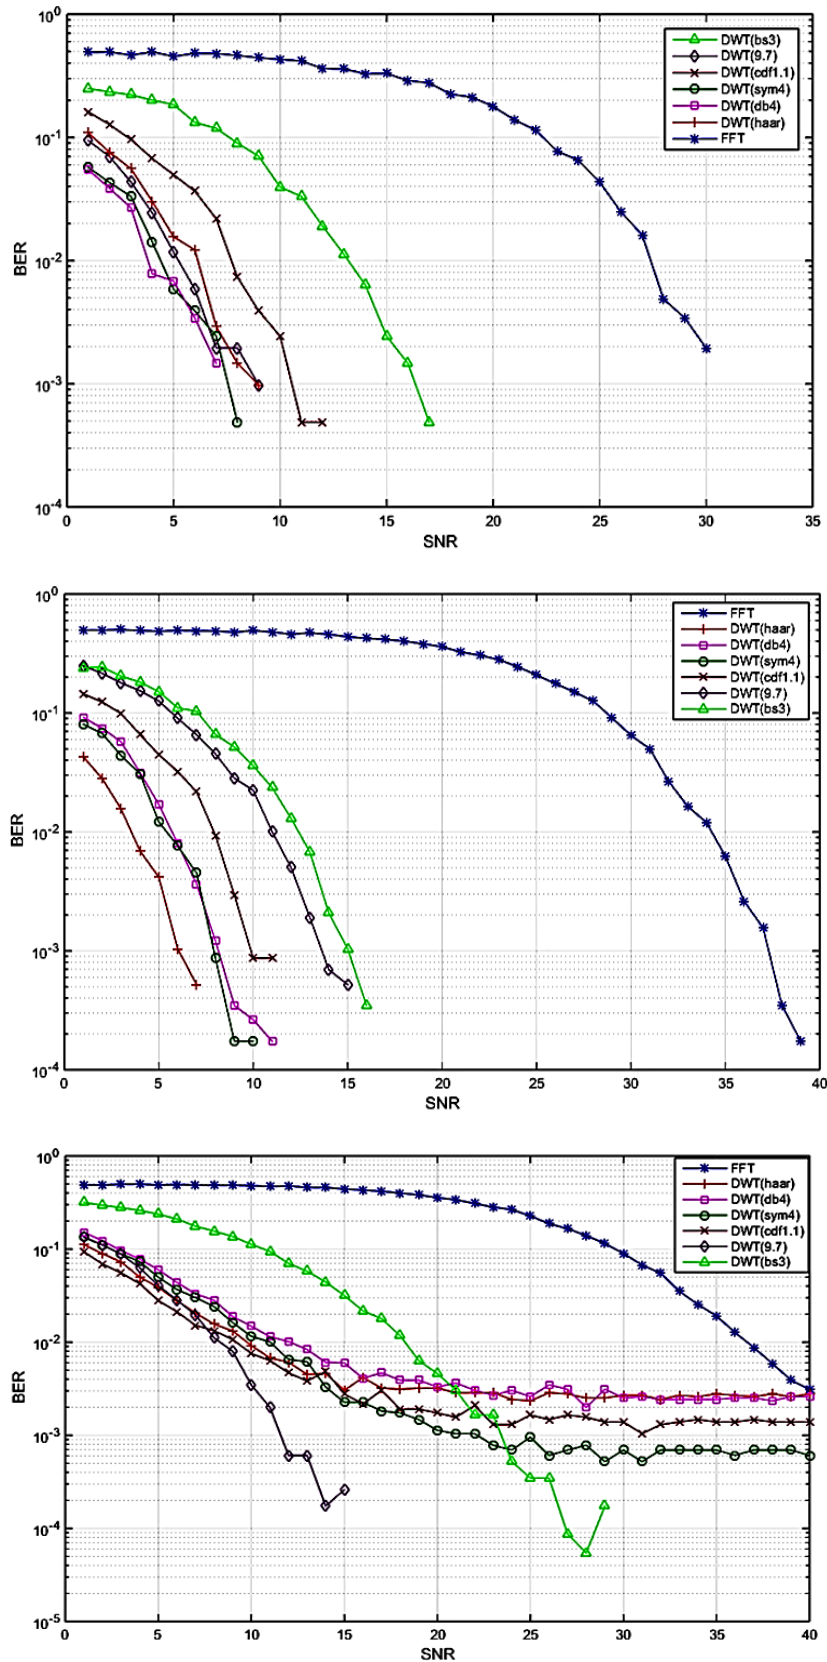 10^0
10^-1
10^-2
10^-3
10^-4
BER
0 5 10 15 20 25 30 35
SNR
DWT(bs3)
DWT(9.7)
DWT(cdf1.1)
DWT(sym4)
DWT(db4)
DWT(haar)
FFT
10^0
10^-1
10^-2
10^-3
10^-4
BER
0 5 10 15 20 25 30 35 40
SNR
FFT
DWT(haar)
DWT(db4)
DWT(sym4)
DWT(cdf1.1)
DWT(9.7)
DWT(bs3)
10^0
10^-1
10^-2
10^-3
10^-4
10^-5
BER
0 5 10 15 20 25 30 35 40
SNR
FFT
DWT(haar)
DWT(db4)
DWT(sym4)
DWT(cdf1.1)
DWT(9.7)
DWT(bs3)